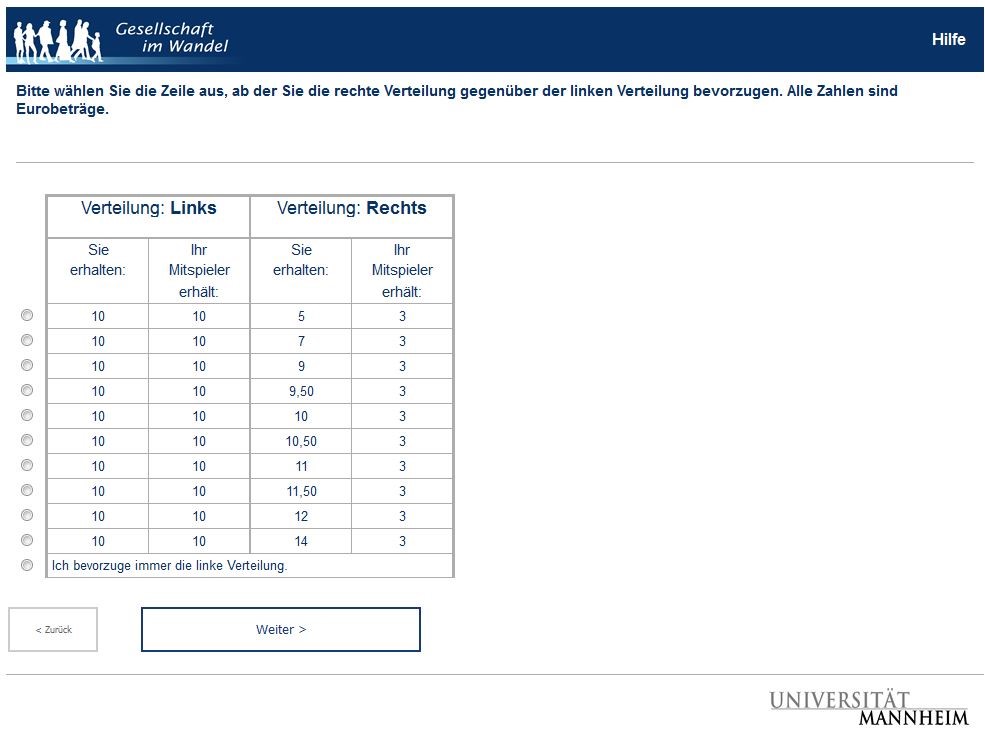 Gesellschaft
im Wandel
Hilfe
Bitte wählen Sie die Zeile aus, ab der Sie die rechte Verteilung gegenüber der linken Verteilung bevorzugen. Alle Zahlen sind
Eurobeträge.
Verteilung: Links Verteilung: Rechts
Sie Ihr Sie Ihr
erhalten: Mitspieler erhalten: Mitspieler
erhält: erhält:
10 10 5 3
10 10 7 3
10 10 9 3
10 10 9,50 3
10 10 10 3
10 10 10,50 3
10 10 11 3
10 10 11,50 3
10 10 12 3
10 10 14 3
Ich bevorzuge immer die linke Verteilung.
< Zurück Weiter >
UNIVERSITÄT
MANNHEIM